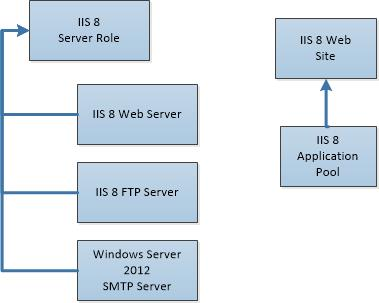 IIS 8
Server Role
IIS 8 Web
Site
IIS 8 Web Server
IIS 8
Application
Pool
IIS 8 FTP Server
Windows Server
2012
SMTP Server